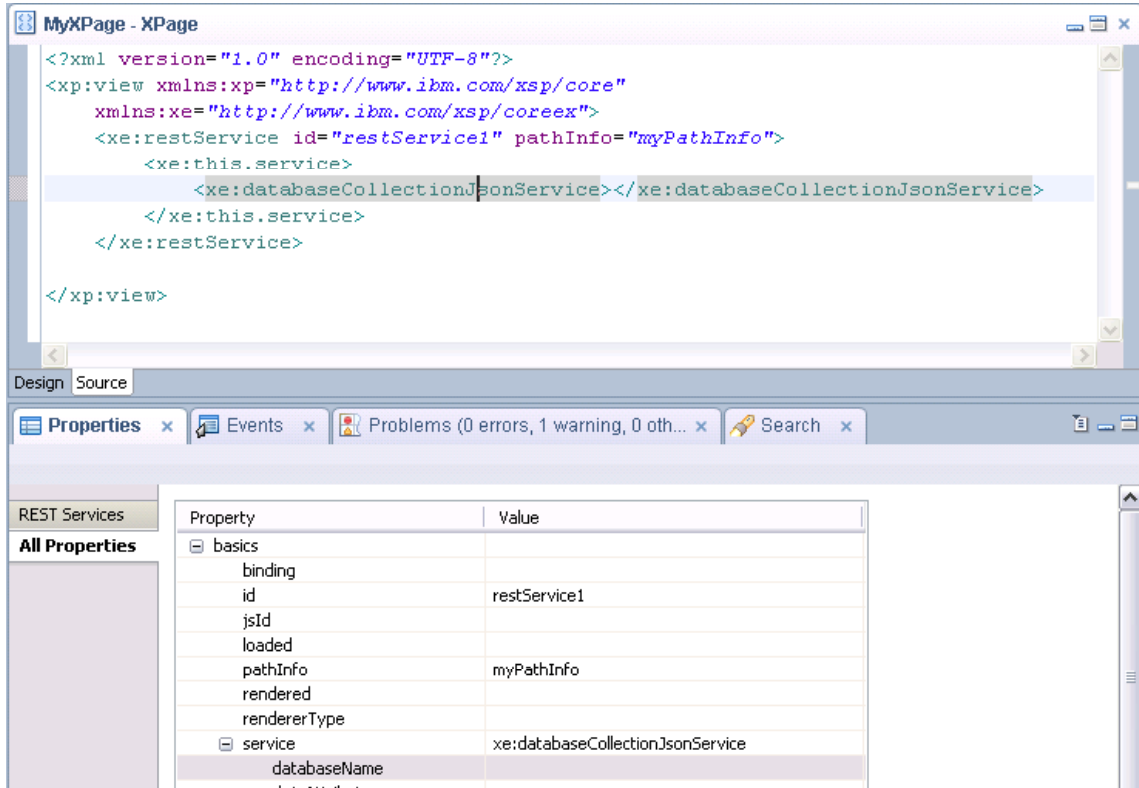 MyXPage - XPage
<?xml version="1.0" encoding="UTF-8"?>
<xp:view xmlns:xp="http://www.ibm.com/xsp/core"
xmlns:xe="http://www.ibm.com/xsp/coreex">
<xe:restService id="restService1" pathInfo="myPathInfo">
<xe:this.service>
<xe:databaseCollectionJsonService></xe:databaseCollectionJsonService>
</xe:this.service>
</xe:restService>
</xp:view>
Design Source
Properties Events Problems (0 errors, 1 warning, 0 oth... Search
REST Services
All Properties
Property Value
basics
binding
id restService1
jsId
loaded
pathInfo myPathInfo
rendered
rendererType
service xe:databaseCollectionJsonService
databaseName